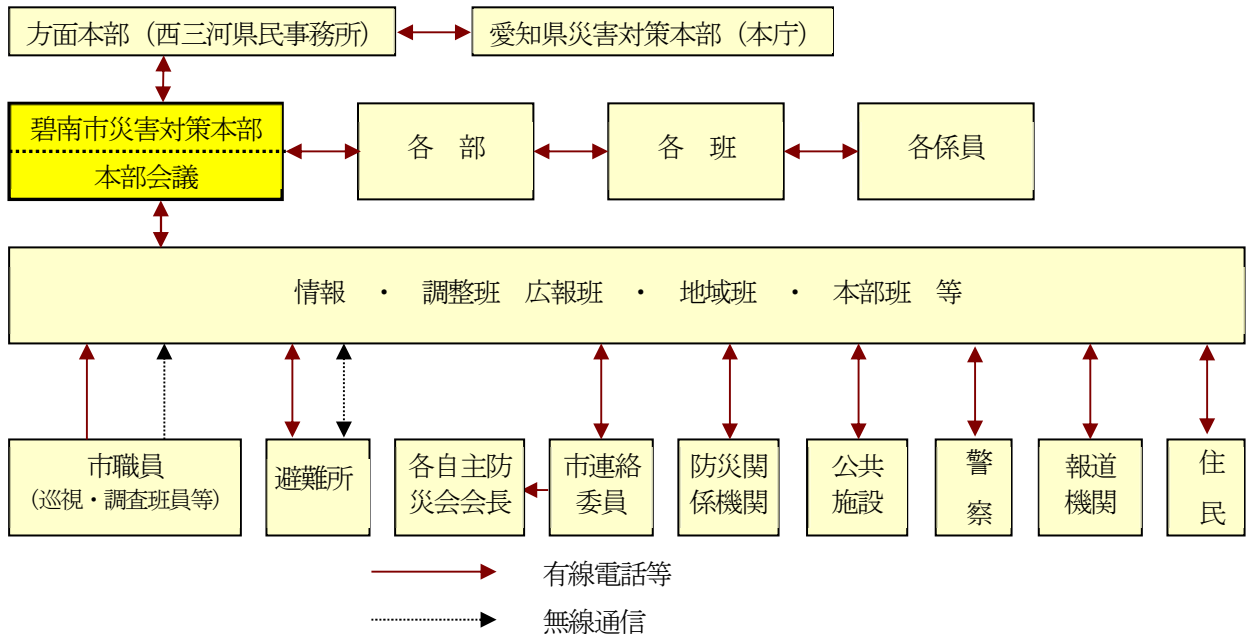 方面本部（西三河県民事務所）
愛知県災害対策本部（本庁）
碧南市災害対策本部
本部会議
各　部
各　班
各係員
情報　・　調整班　広報班　・　地域班　・　本部班　等
市職員
（巡視・調査班員等）
避難所
各自主防
災会会長
市連絡
委員
防災関
係機関
公共
施設
警
察
報道
機関
住
民
有線電話等
無線通信